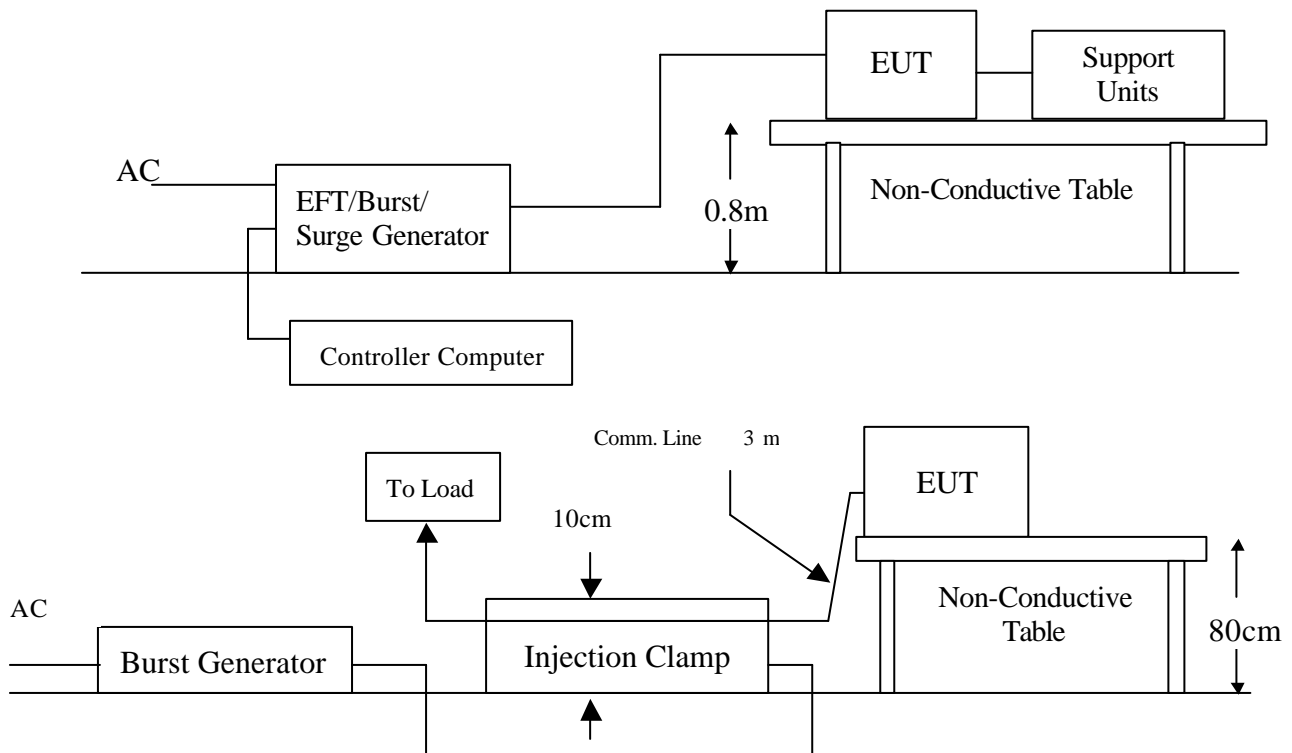 EUT
Support
Units
AC
EFT/Burst/
Surge Generator
0.8m
Non-Conductive Table
Controller Computer
Comm. Line 3 m
To Load
10cm
EUT
AC
Burst Generator
Injection Clamp
Non-Conductive
Table
80cm